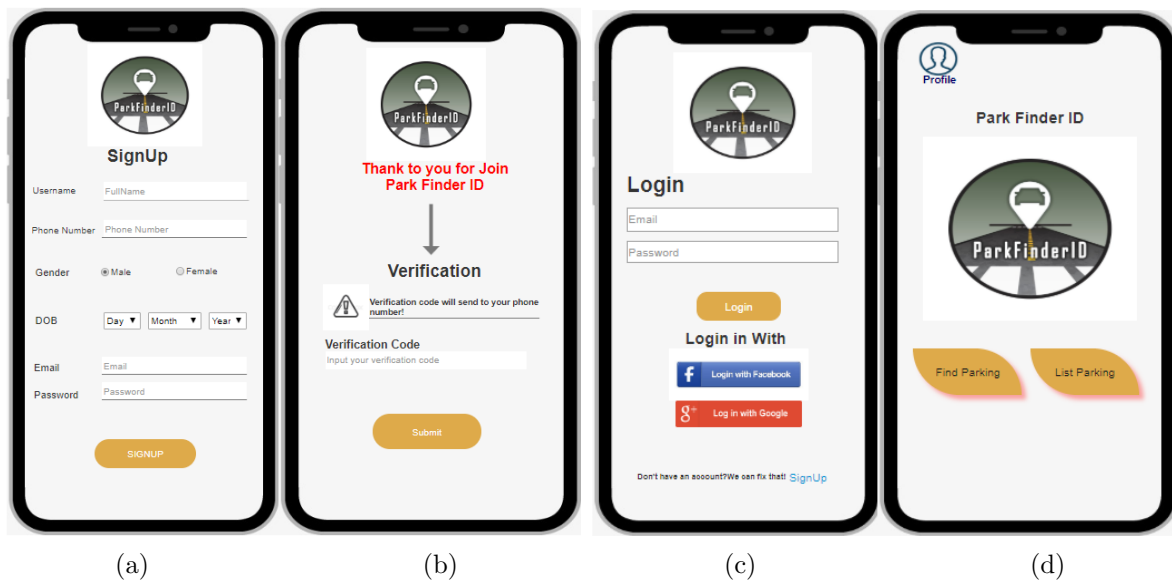 ParkFinderID
SignUp
Username
FullName
Phone Number
Phone Number
Gender
Male
Female
DOB
Day ▼
Month ▼
Year ▼
Email
Email
Password
Password
SIGNUP
(a)
ParkFinderID
Thank to you for Join
Park Finder ID
Verification
Verification code will send to your phone
number!
Verification Code
Input your verification code
Submit
(b)
ParkFinderID
Login
Email
Password
Login
Login in With
f Login with Facebook
g+ Log in with Google
Don't have an acoount?We can fix that! SignUp
(c)
Profile
Park Finder ID
ParkFinderID
Find Parking
List Parking
(d)